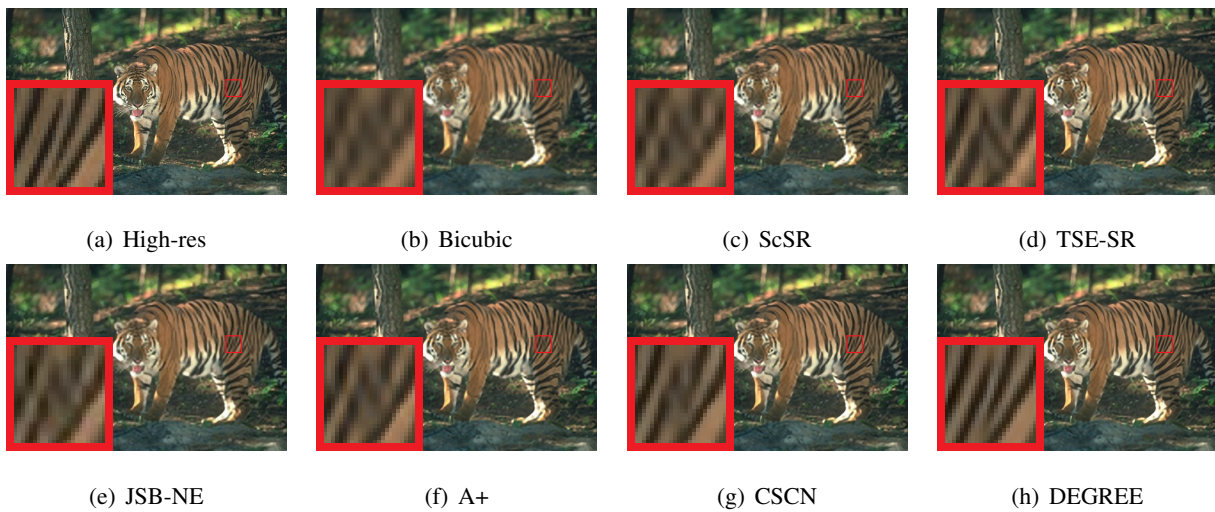 (a) High-res
(b) Bicubic
(c) ScSR
(d) TSE-SR
(e) JSB-NE
(f) A+
(g) CSCN
(h) DEGREE